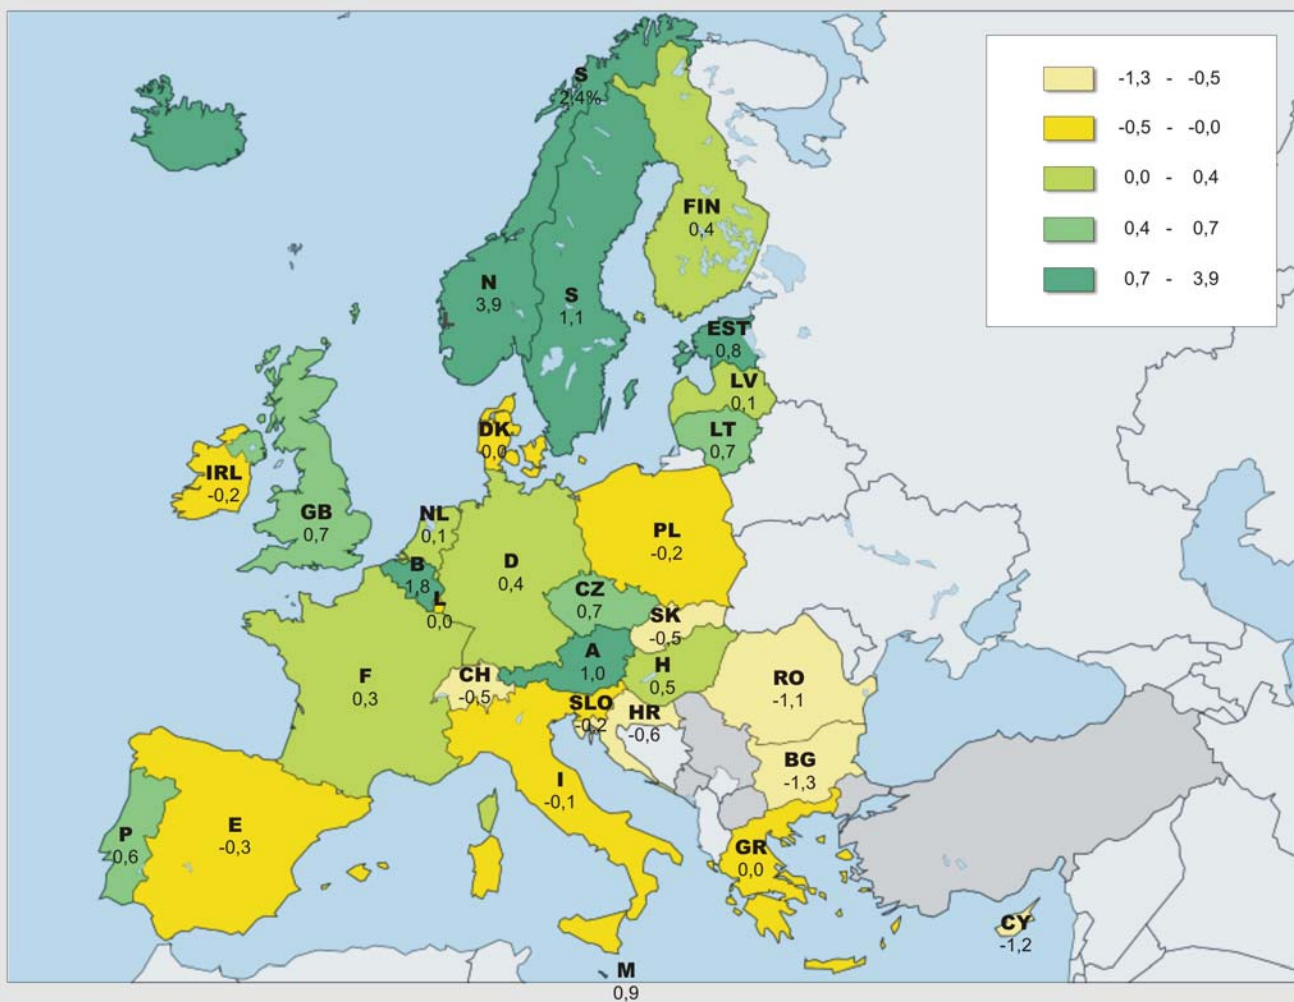 -1,3 - -0,5
-0,5 - -0,0
0,0 - 0,4
0,4 - 0,7
0,7 - 3,9
S
2,4%
FIN
0,4
N
3,9
S
1,1
L
EST
0,8
LV
0,1
LT
0,7
DK
0,0
IRL
-0,2
GB
0,7
NL
0,1
B
1,8
L
0,0
D
0,4
PL
-0,2
CZ
0,7
SK
-0,5
A
1,0
H
0,5
F
0,3
CH
-0,5
SLO
-0,2
HR
-0,6
RO
-1,1
BG
-1,3
I
-0,1
P
0,6
E
-0,3
GR
0,0
CY
-1,2
M
0,9